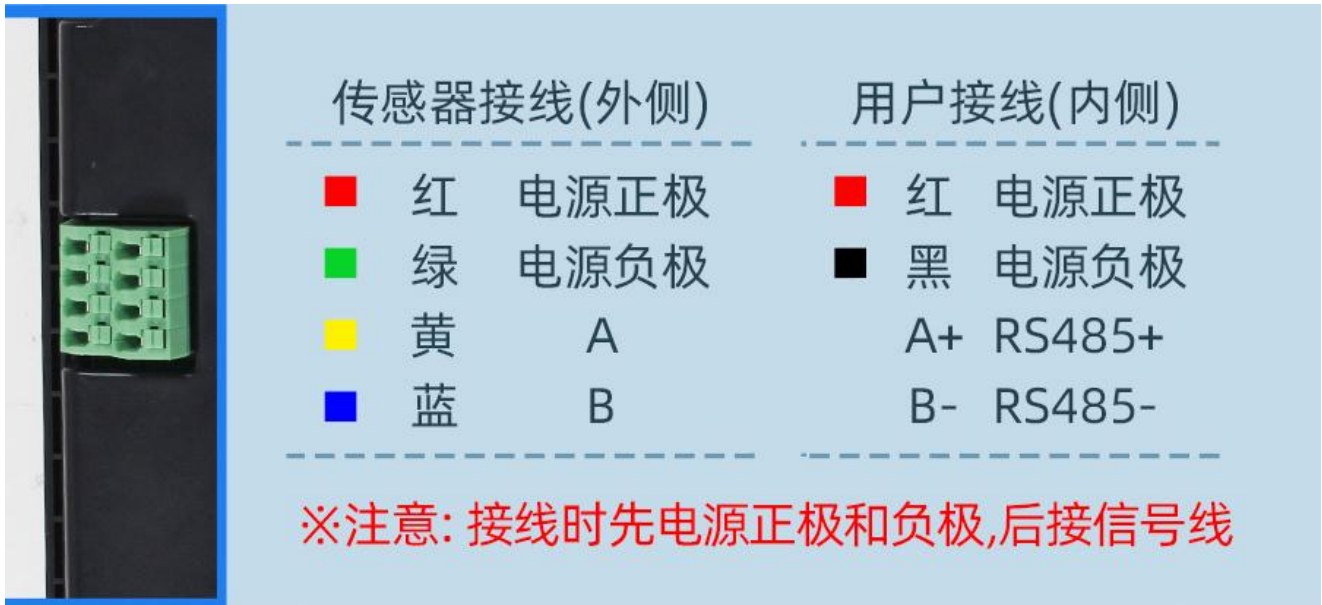 传感器接线(外侧)
红 电源正极
绿 电源负极
黄 A
蓝 B
用户接线(内侧)
红 电源正极
黑 电源负极
A+ RS485+
B- RS485-
※注意: 接线时先电源正极和负极,后接信号线